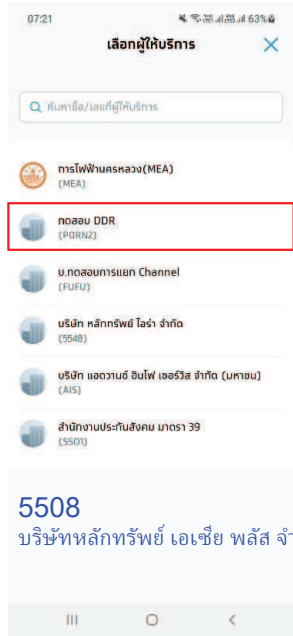 07:21 63%
เลือกผู้ให้บริการ
ค้นหาชื่อ/เลขที่ผู้ให้บริการ
การไฟฟ้านครหลวง(MEA)
(MEA)
ทดสอบ DDR
(PORN2)
บ.ทดสอบการแยก Channel
(FUFU)
บริษัท หลักทรัพย์ ไอร่า จำกัด
(5548)
บริษัท แอดวานซ์ อินโฟ เซอร์วิส จำกัด (มหาชน)
(AIS)
สำนักงานประกันสังคม มาตรา 39
(SSO1)
5508
บริษัทหลักทรัพย์ เอเซีย พลัส จำ